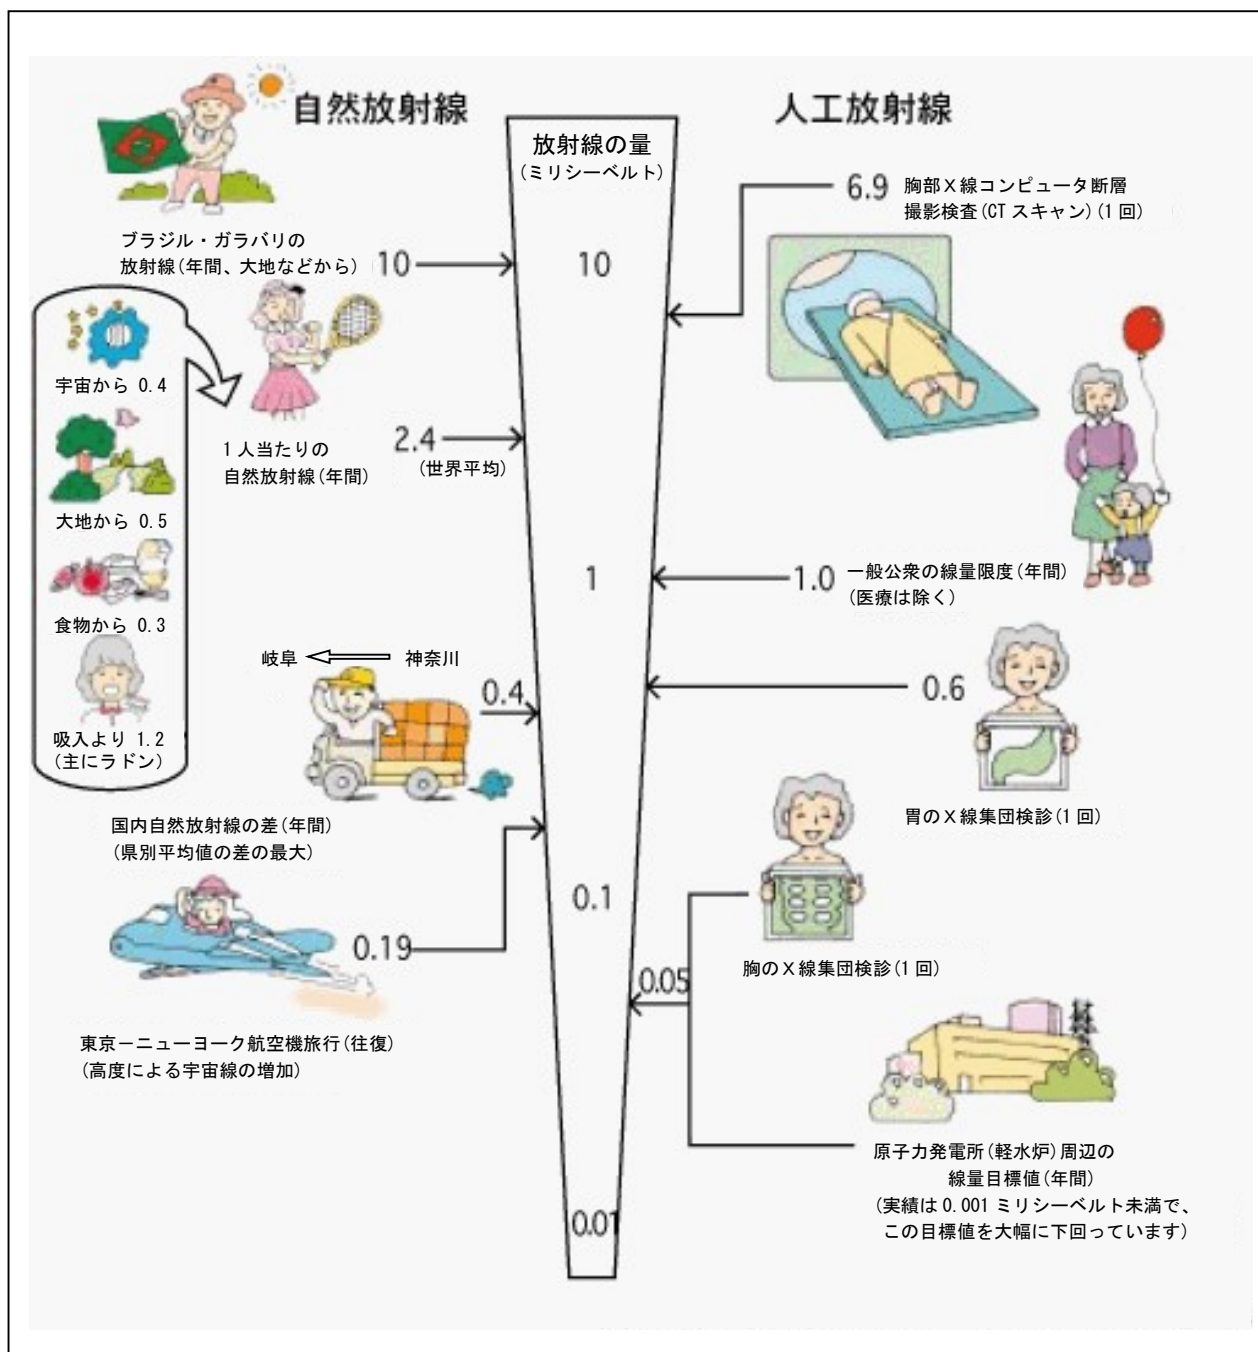 自然放射線
人工放射線
放射線の量
(ミリシーベルト)
6.9 胸部X線コンピュータ断層
撮影検査(CTスキャン)(1回)
ブラジル・ガラパリの
放射線(年間、大地などから)
10
10
宇宙から 0.4
大地から 0.5
食物から 0.3
吸入より 1.2
(主にラドン)
1人当たりの
自然放射線(年間)
2.4
(世界平均)
1
1.0 一般公衆の線量限度(年間)
(医療は除く)
岐阜
神奈川
0.4
国内自然放射線の差(年間)
(県別平均値の差の最大)
0.6
胃のX線集団検診(1回)
0.1
0.19
東京-ニューヨーク航空機旅行(往復)
(高度による宇宙線の増加)
胸のX線集団検診(1回)
0.05
原子力発電所(軽水炉)周辺の
線量目標値(年間)
(実績は0.001ミリシーベルト未満で、
この目標値を大幅に下回っています)
0.01